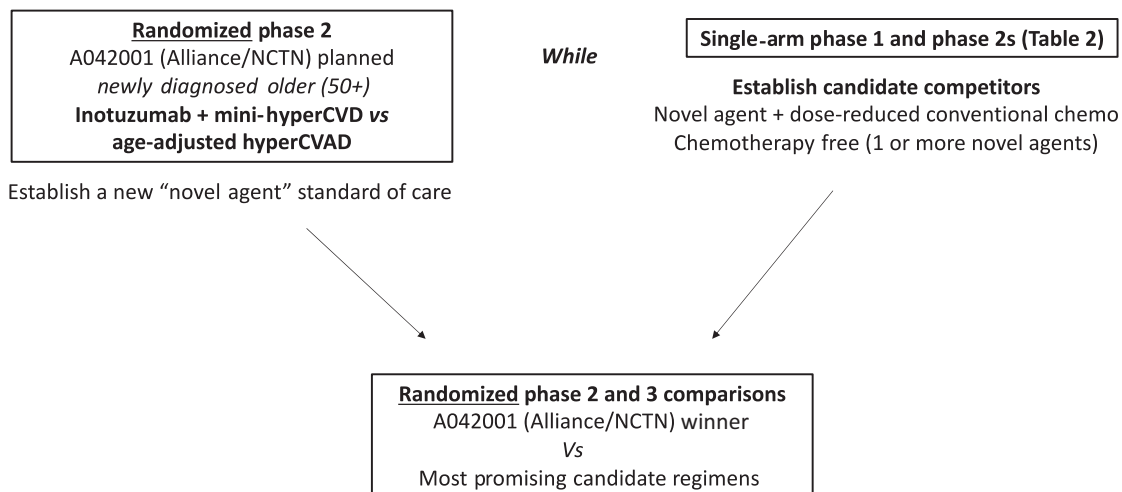 Randomized phase 2
A042001 (Alliance/NCTN) planned
newly diagnosed older (50+)
Inotuzumab + mini-hyperCVD vs
age-adjusted hyperCVAD
Establish a new “novel agent” standard of care
While
Single-arm phase 1 and phase 2s (Table 2)
Establish candidate competitors
Novel agent + dose-reduced conventional chemo
Chemotherapy free (1 or more novel agents)
Randomized phase 2 and 3 comparisons
A042001 (Alliance/NCTN) winner
Vs
Most promising candidate regimens